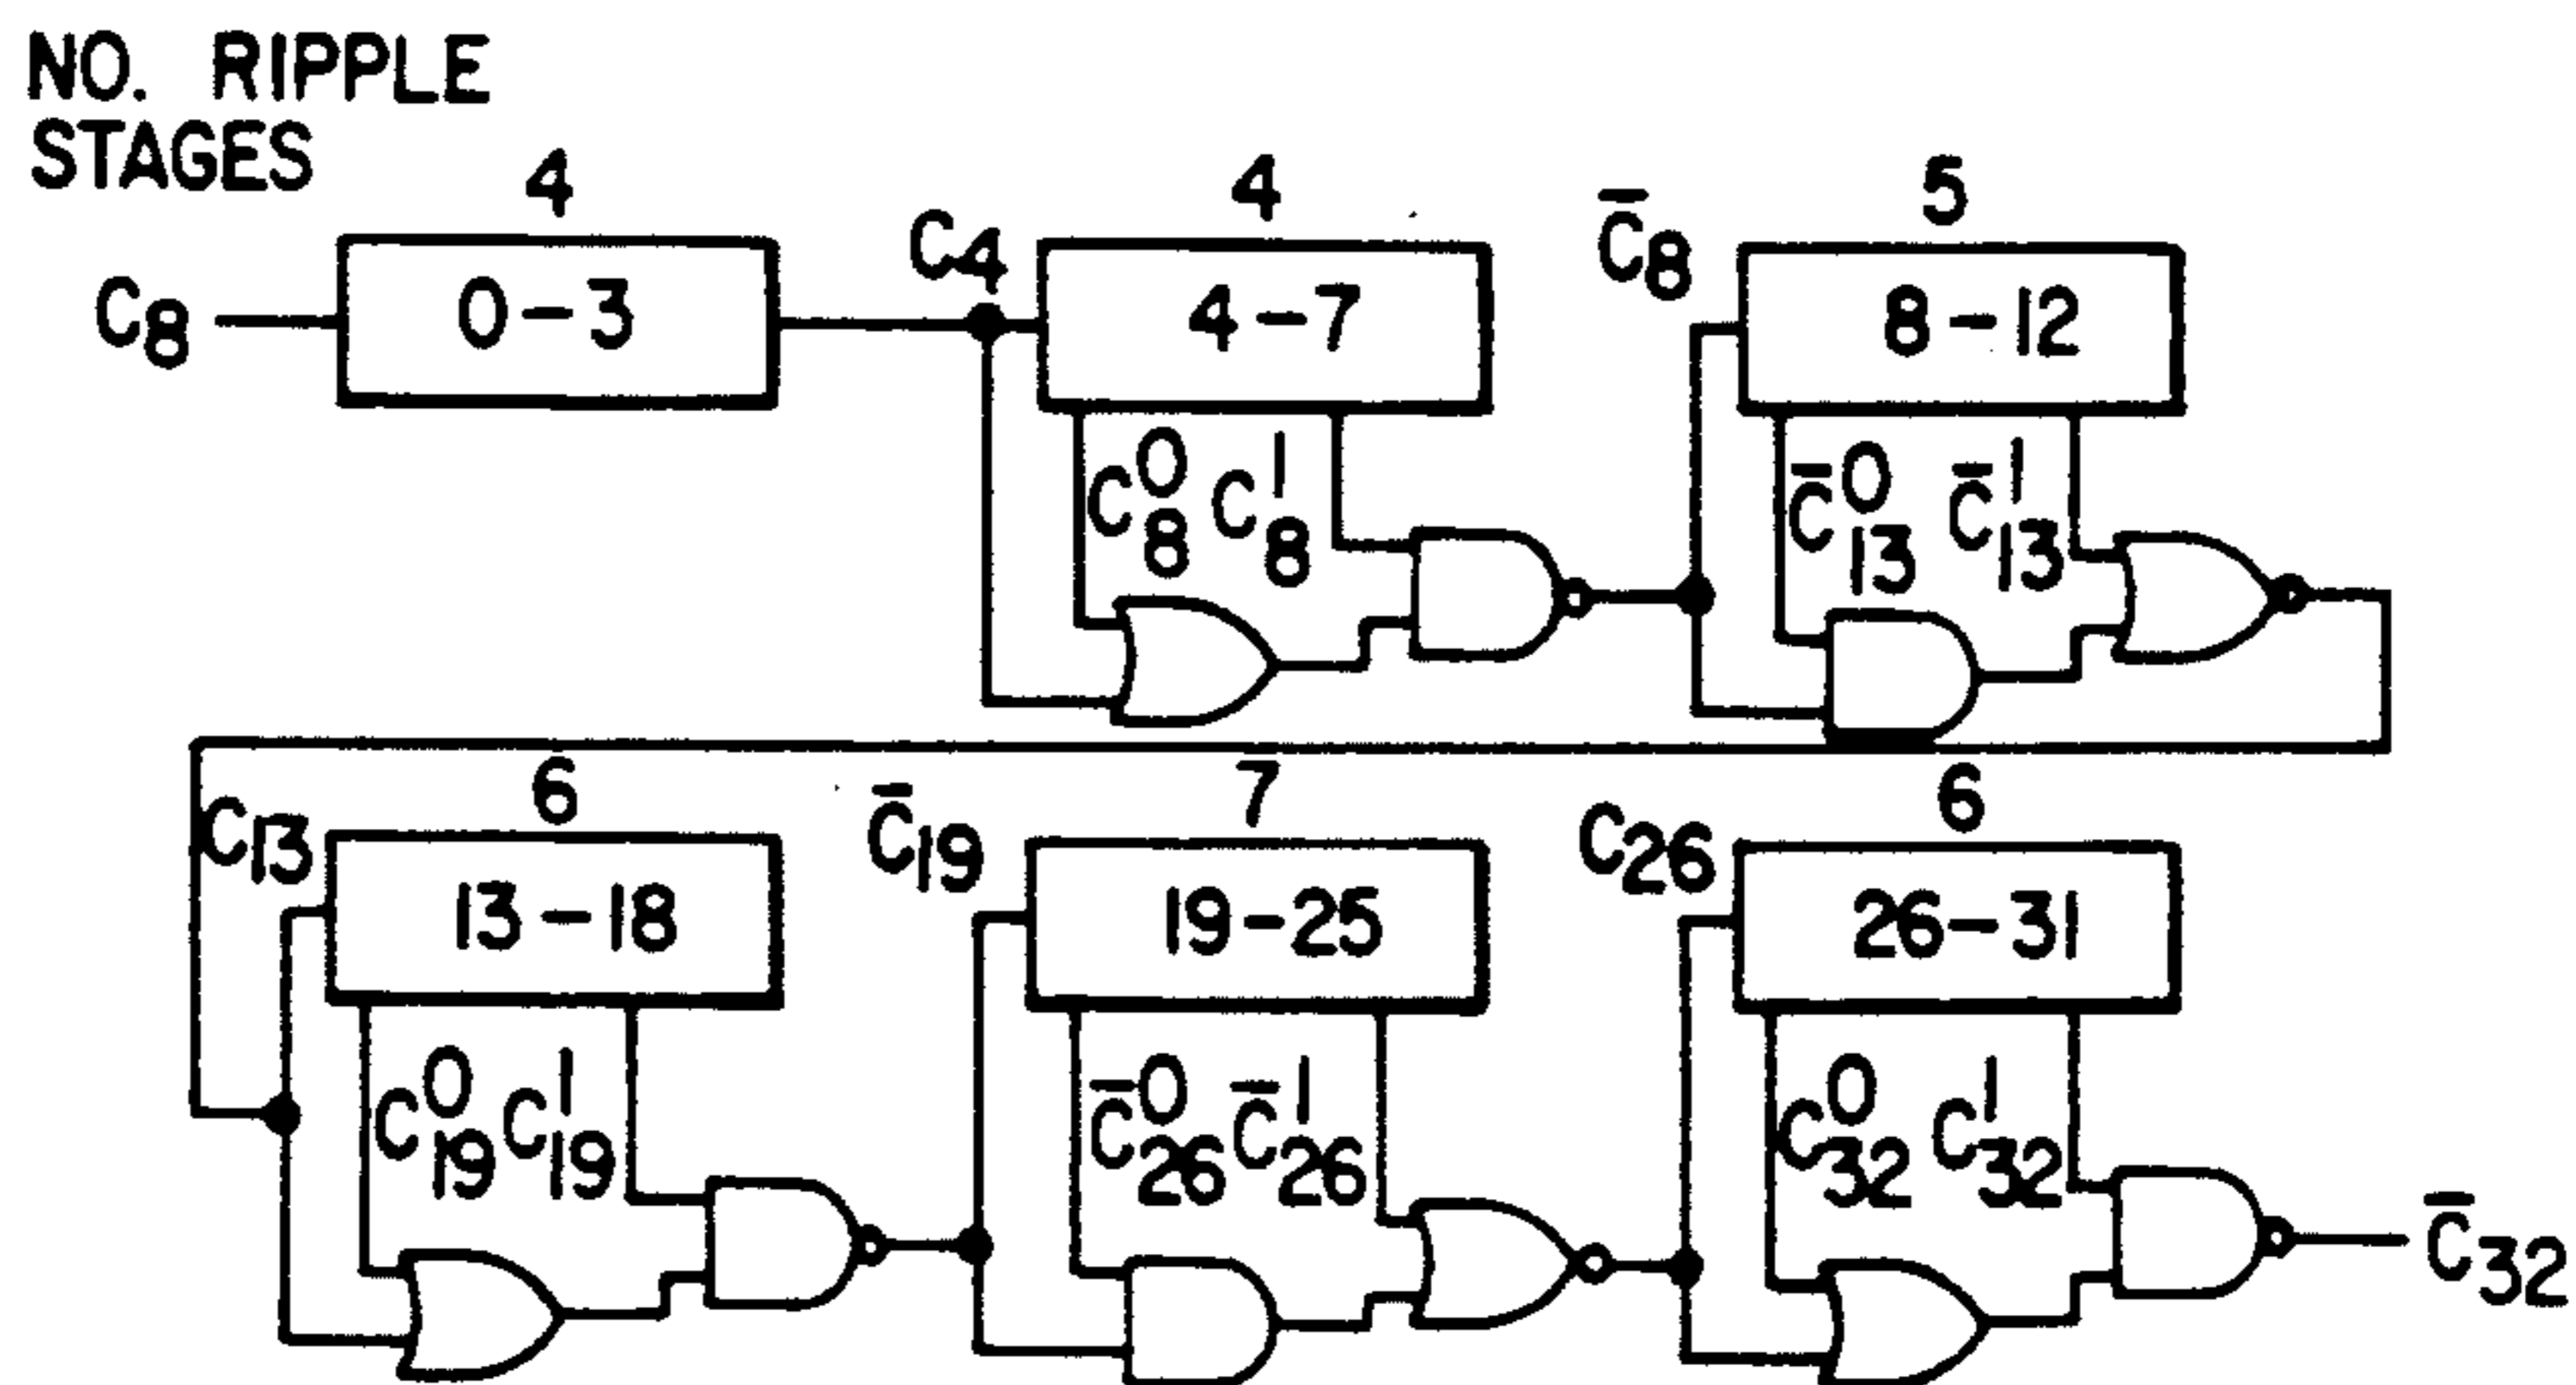 NO. RIPPLE
STAGES
4
4
5
C₈
0-3
C₄
4-7
C̄₈
8-12
C⁰₈ C¹₈
C̄⁰₁₃ C̄¹₁₃
6
7
6
C₁₃
13-18
C̄₁₉
19-25
C₂₆
26-31
C⁰₁₉ C¹₁₉
C̄⁰₂₆ C̄¹₂₆
C⁰₃₂ C¹₃₂
C̄₃₂